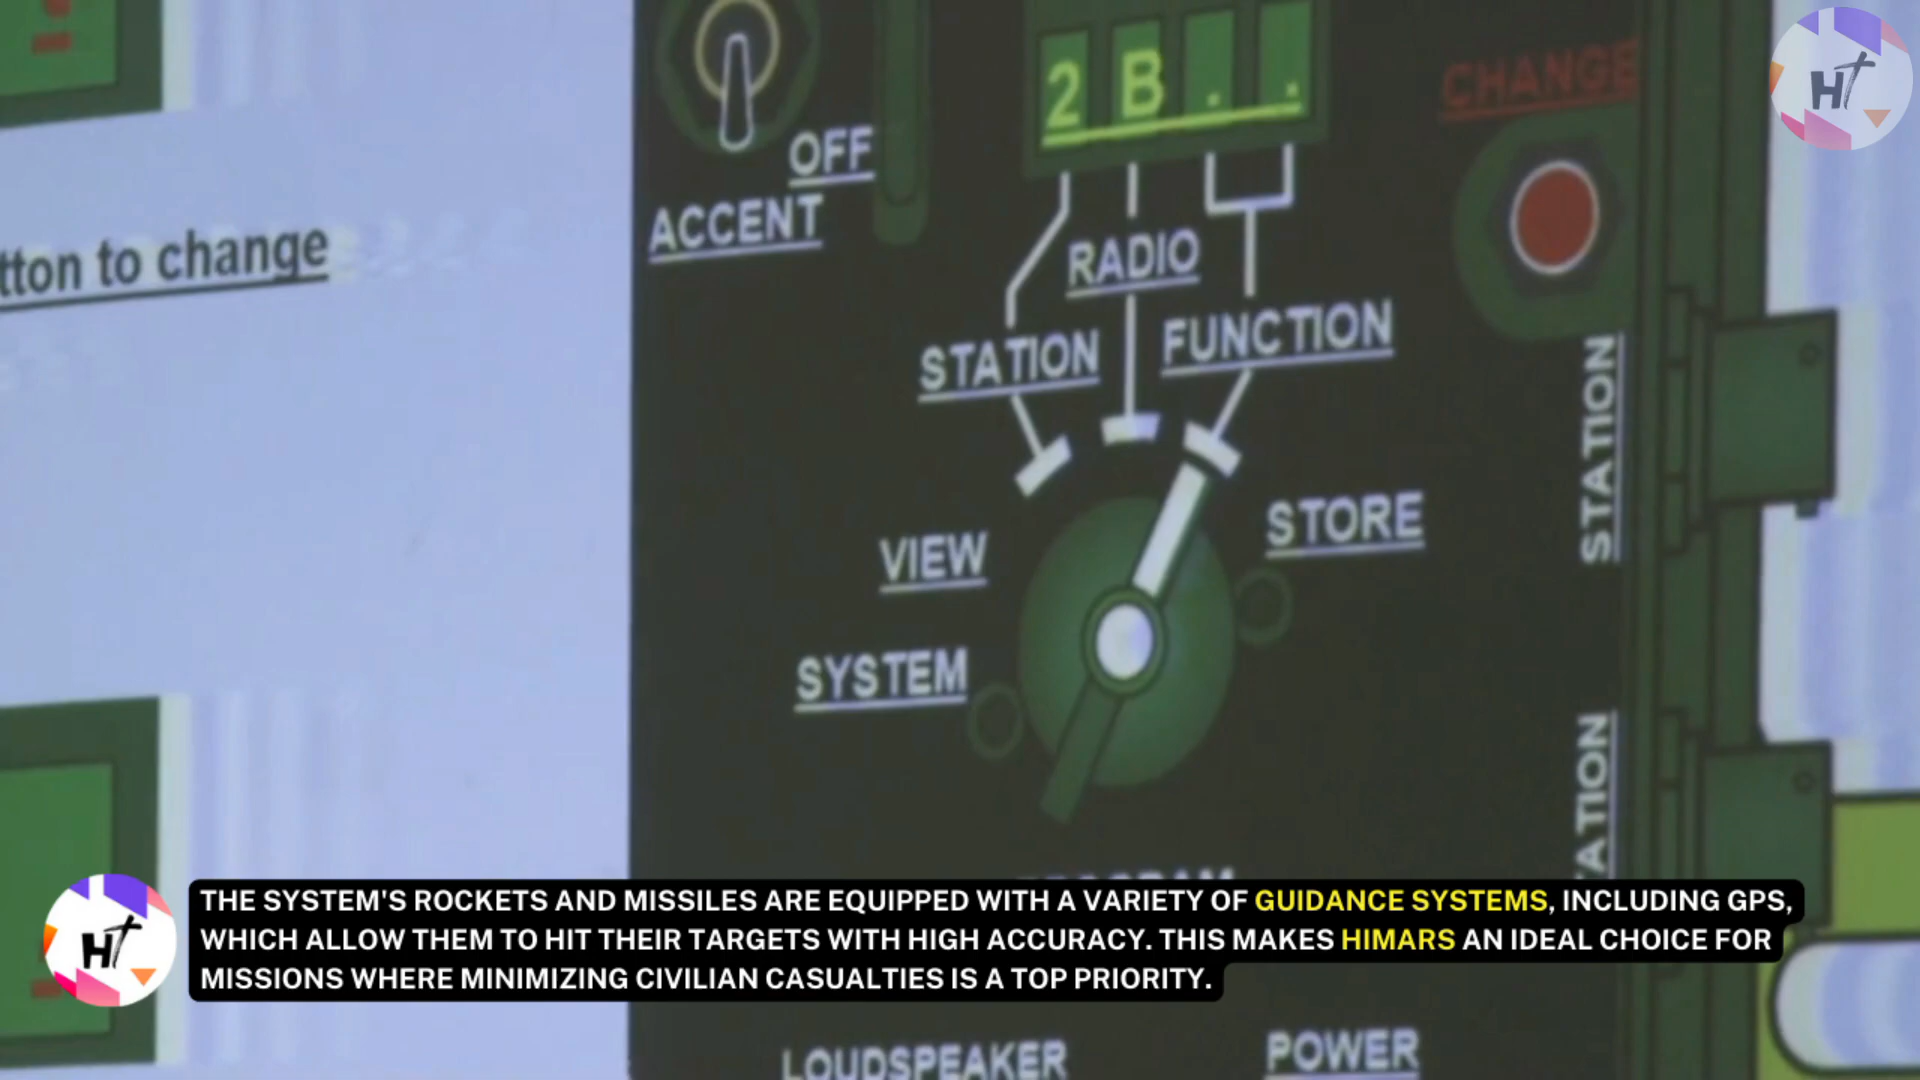 2 B . .
CHANGE
HT
OFF
ACCENT
tton to change
RADIO
STATION
FUNCTION
STATION
STORE
VIEW
SYSTEM
THE SYSTEM'S ROCKETS AND MISSILES ARE EQUIPPED WITH A VARIETY OF GUIDANCE SYSTEMS, INCLUDING GPS,
WHICH ALLOW THEM TO HIT THEIR TARGETS WITH HIGH ACCURACY. THIS MAKES HIMARS AN IDEAL CHOICE FOR
MISSIONS WHERE MINIMIZING CIVILIAN CASUALTIES IS A TOP PRIORITY.
HT
ATION
LOUDSPEAKER
POWER